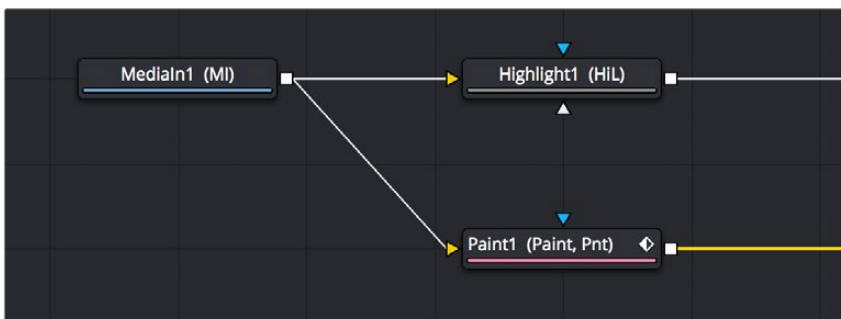 MediaIn1 (MI)
Highlight1 (HiL)
Paint1 (Paint, Pnt)